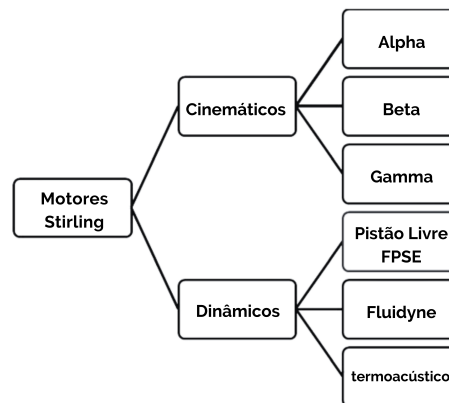 Motores
Stirling
Cinemáticos
Alpha
Beta
Gamma
Dinâmicos
Pistão Livre
FPSE
Fluidyne
termoacústico